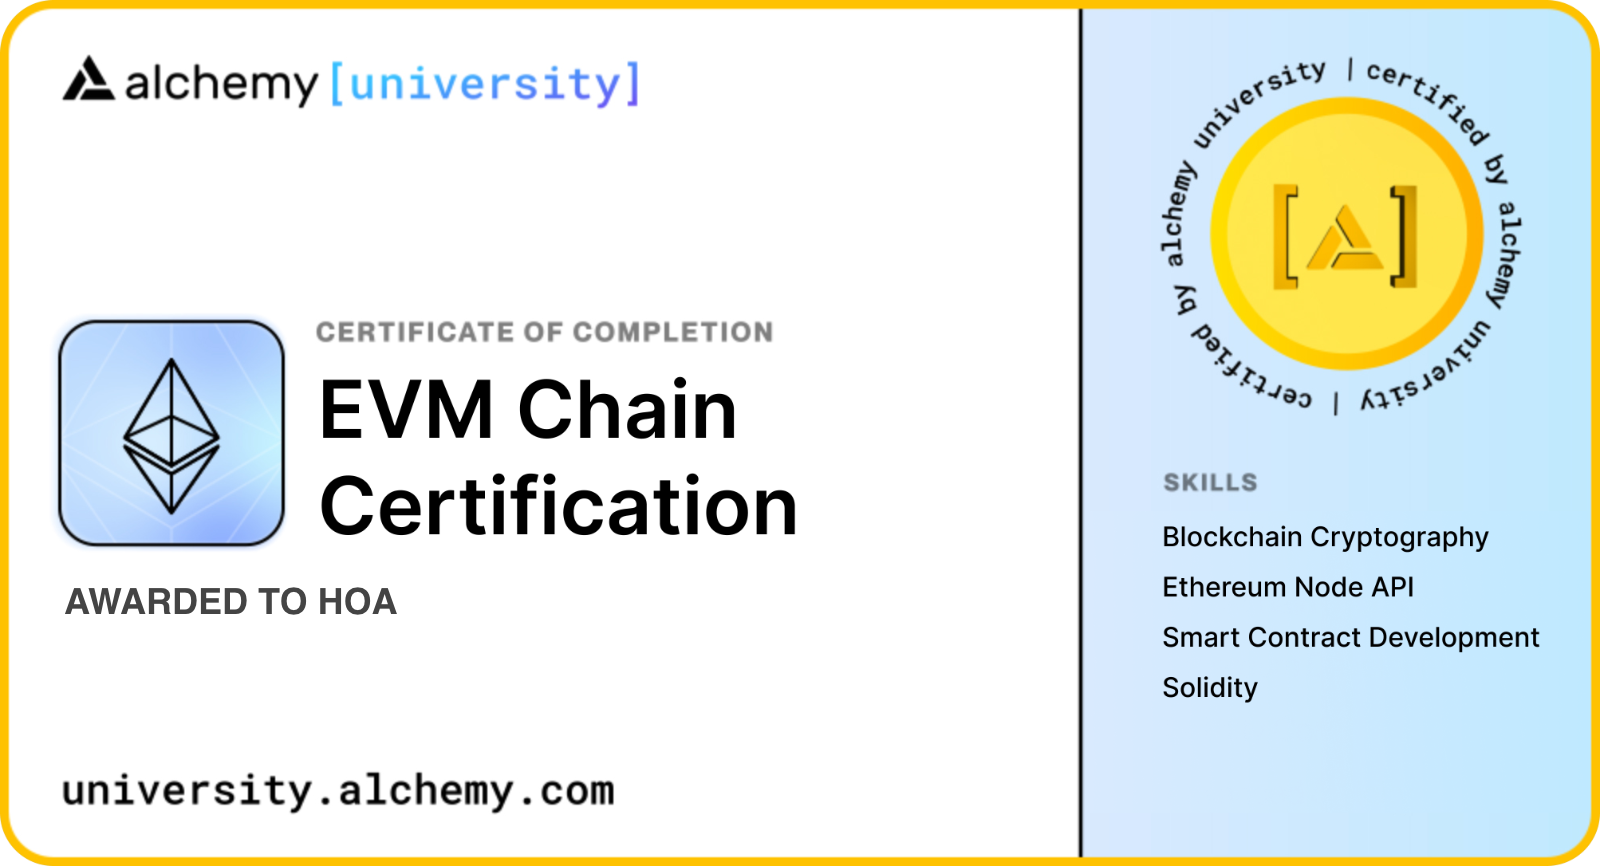 alchemy [university]
CERTIFICATE OF COMPLETION
EVM Chain
Certification
AWARDED TO HOA
university.alchemy.com
certified by alchemy university | certified by alchemy university |
SKILLS
Blockchain Cryptography
Ethereum Node API
Smart Contract Development
Solidity